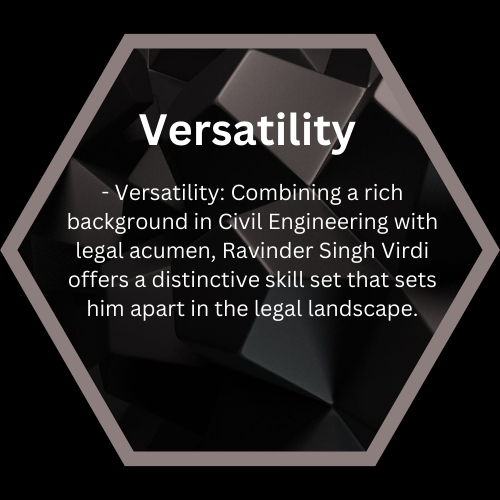 Versatility
- Versatility: Combining a rich
background in Civil Engineering with
legal acumen, Ravinder Singh Virdi
offers a distinctive skill set that sets
him apart in the legal landscape.